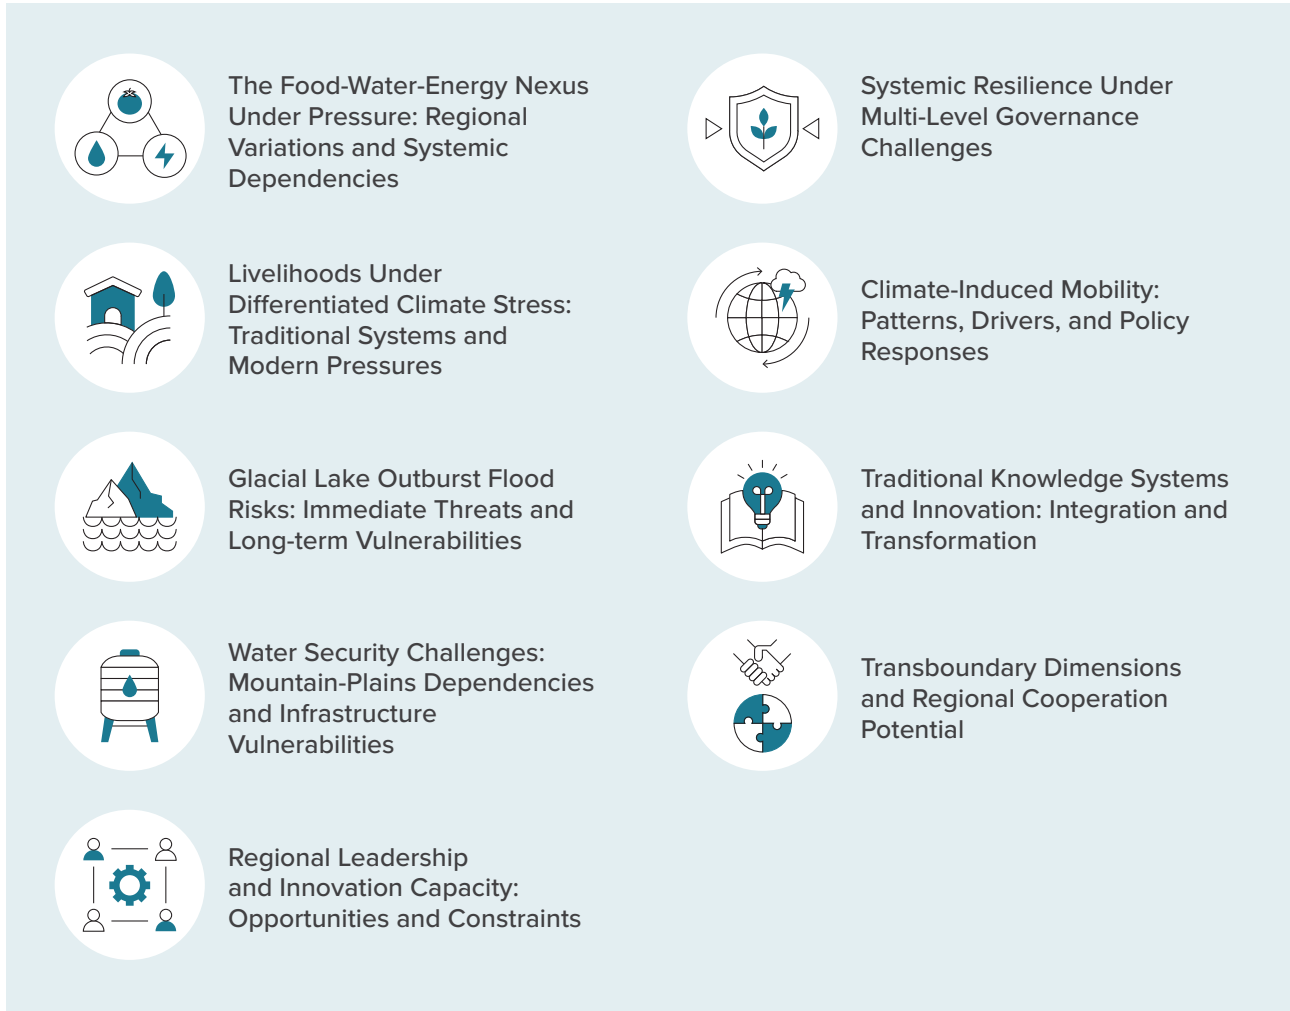 The Food-Water-Energy Nexus
Under Pressure: Regional
Variations and Systemic
Dependencies
Livelihoods Under
Differentiated Climate Stress:
Traditional Systems and
Modern Pressures
Glacial Lake Outburst Flood
Risks: Immediate Threats and
Long-term Vulnerabilities
Water Security Challenges:
Mountain-Plains Dependencies
and Infrastructure
Vulnerabilities
Regional Leadership
and Innovation Capacity:
Opportunities and Constraints
Systemic Resilience Under
Multi-Level Governance
Challenges
Climate-Induced Mobility:
Patterns, Drivers, and Policy
Responses
Traditional Knowledge Systems
and Innovation: Integration and
Transformation
Transboundary Dimensions
and Regional Cooperation
Potential